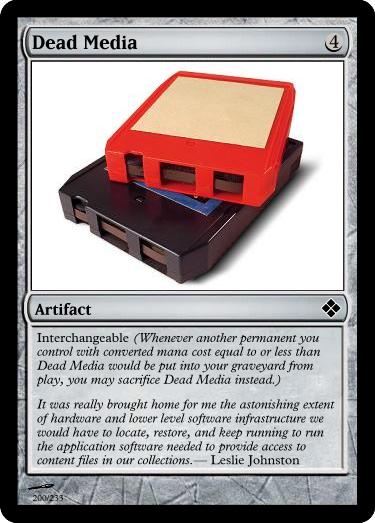 Dead Media 4
Artifact
Interchangeable (Whenever another permanent you
control with converted mana cost equal to or less than
Dead Media would be put into your graveyard from
play, you may sacrifice Dead Media instead.)
It was really brought home for me the astonishing extent
of hardware and lower level software infrastructure we
would have to locate, restore, and keep running to run
the application software needed to provide access to
content files in our collections.— Leslie Johnston
200/233